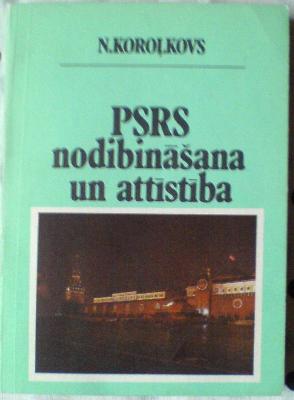 N.KOROĻKOVS
PSRS
nodibināšana
un attīstība